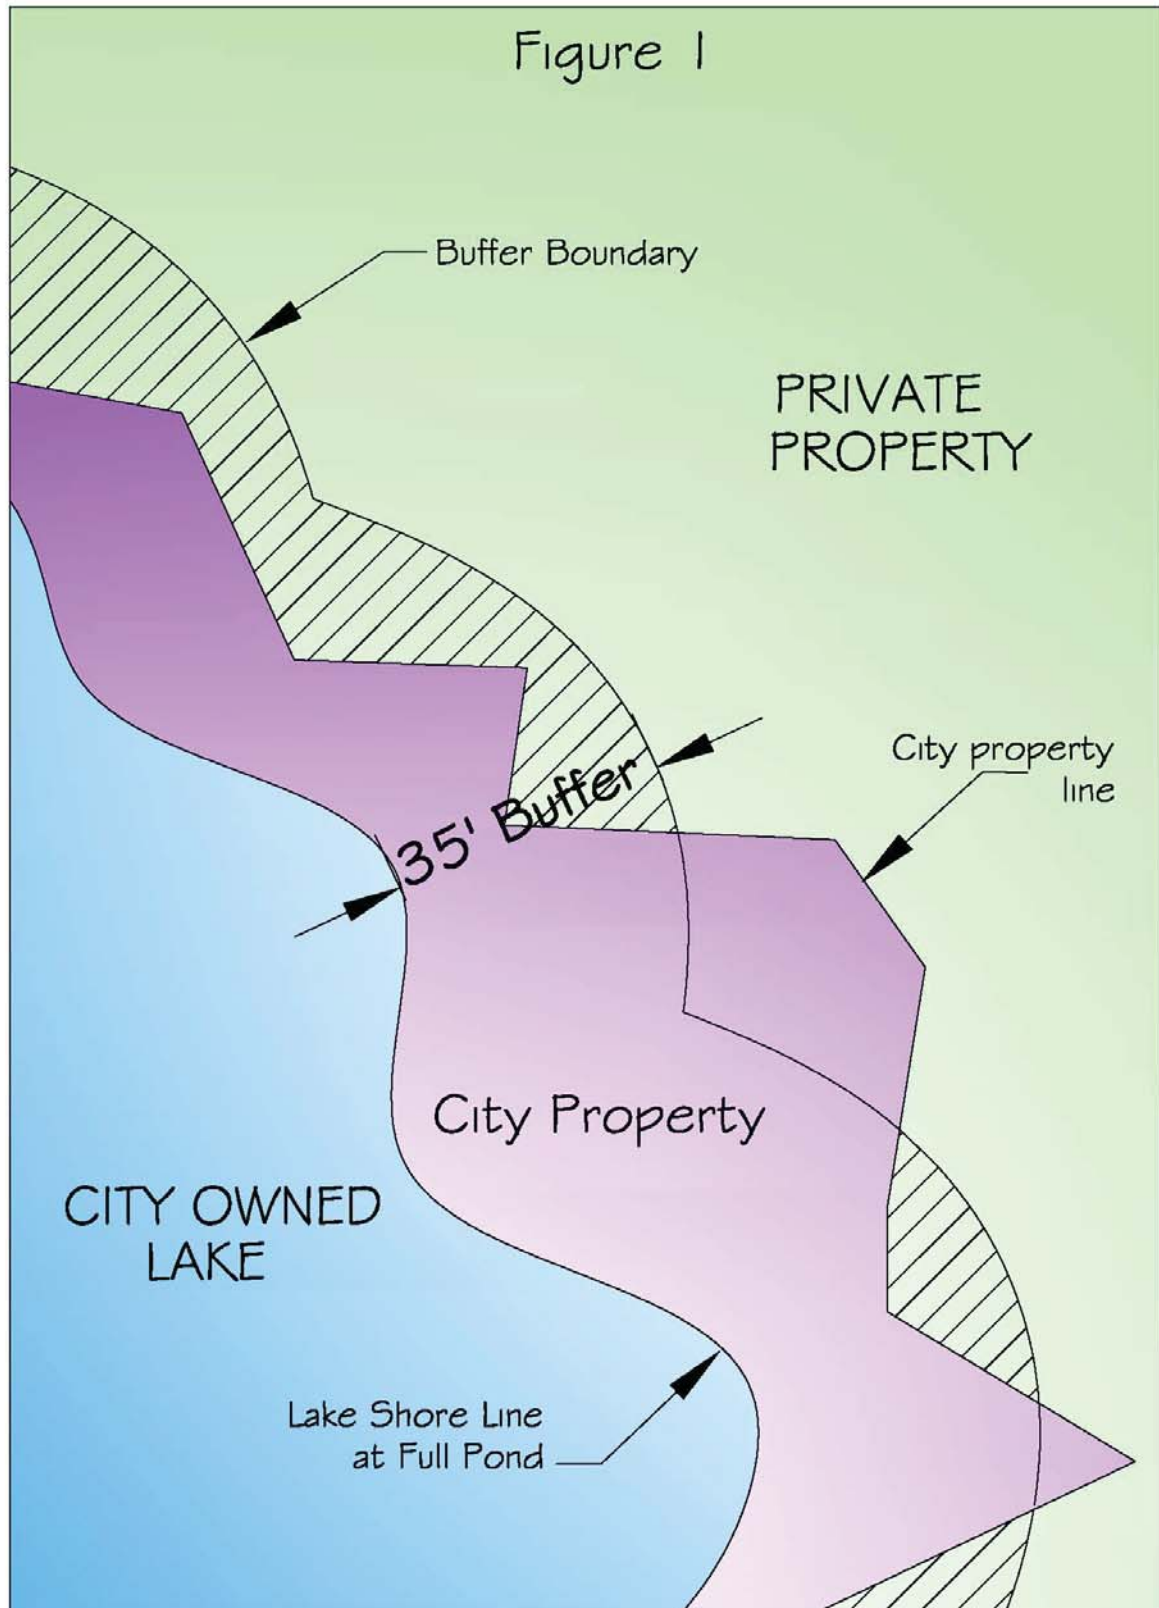 Figure 1
Buffer Boundary
PRIVATE
PROPERTY
City property
line
35' Buffer
City Property
CITY OWNED
LAKE
Lake Shore Line
at Full Pond